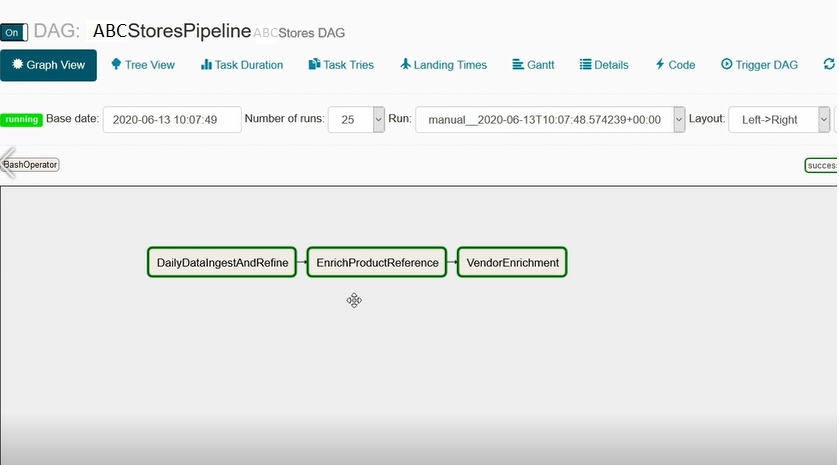 On DAG: ABCStoresPipeline ABCStores DAG
Graph View Tree View Task Duration Task Tries Landing Times Gantt Details Code Trigger DAG
running Base date: 2020-06-13 10:07:49 Number of runs: 25 Run: manual__2020-06-13T10:07:48.574239+00:00 Layout: Left->Right
BashOperator succes
DailyDataIngestAndRefine EnrichProductReference VendorEnrichment